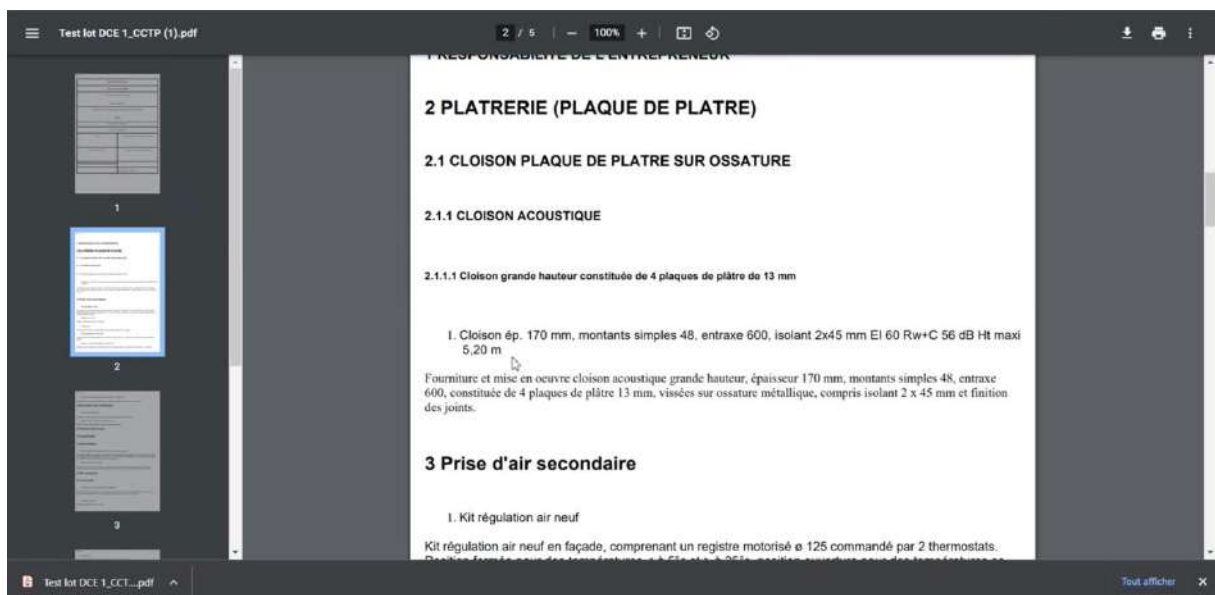 Test lot DCE 1_CCTP (1).pdf
2 / 5
100%
1 RESPONSABILITE DE L'ENTREPRENEUR
2 PLATRERIE (PLAQUE DE PLATRE)
2.1 CLOISON PLAQUE DE PLATRE SUR OSSATURE
2.1.1 CLOISON ACOUSTIQUE
2.1.1.1 Cloison grande hauteur constituée de 4 plaques de plâtre de 13 mm
1. Cloison ép. 170 mm, montants simples 48, entraxe 600, isolant 2x45 mm EI 60 Rw+C 56 dB Ht maxi
5,20 m
Fourniture et mise en oeuvre cloison acoustique grande hauteur, épaisseur 170 mm, montants simples 48, entraxe
600, constituée de 4 plaques de plâtre 13 mm, vissées sur ossature métallique, compris isolant 2 x 45 mm et finition
des joints.
3 Prise d'air secondaire
1. Kit régulation air neuf
Kit régulation air neuf en façade, comprenant un registre motorisé ø 125 commandé par 2 thermostats.
1
2
3
Test lot DCE 1_CCT....pdf
Tout afficher